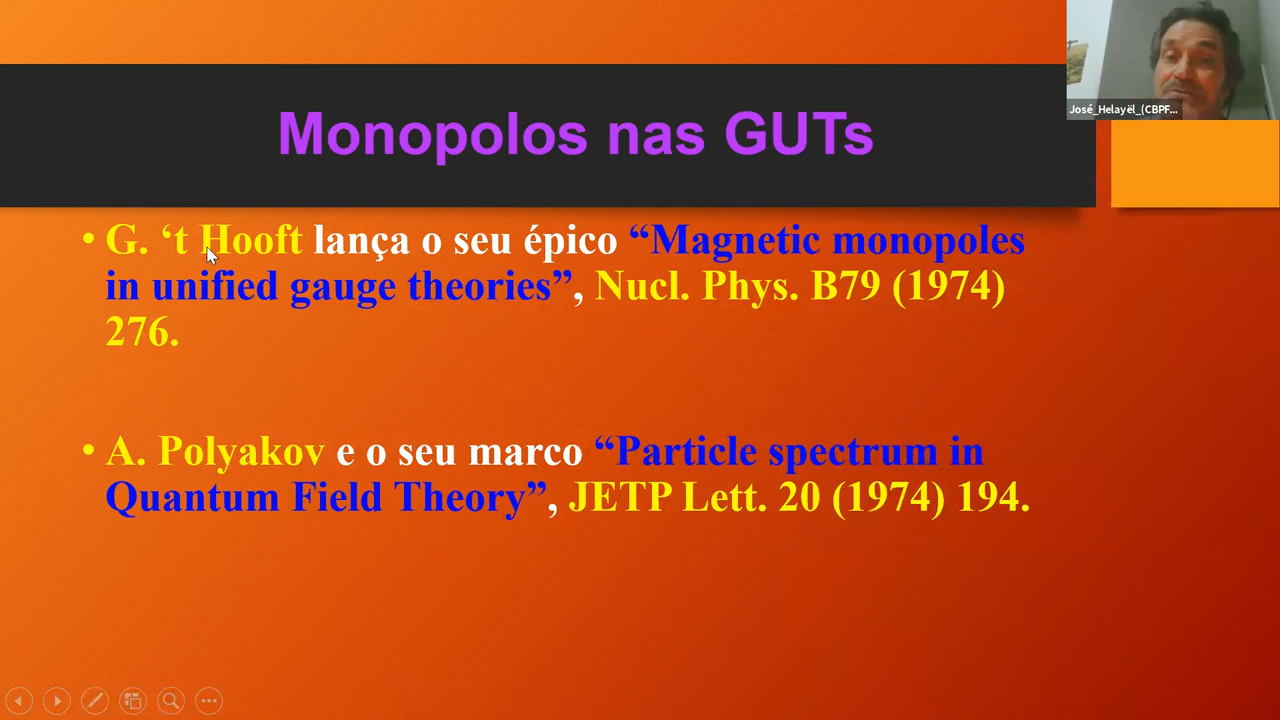 José_Helayël_(CBPF...
Monopolos nas GUTs
• G. ‘t Hooft lança o seu épico “Magnetic monopoles
in unified gauge theories”, Nucl. Phys. B79 (1974)
276.
• A. Polyakov e o seu marco “Particle spectrum in
Quantum Field Theory”, JETP Lett. 20 (1974) 194.